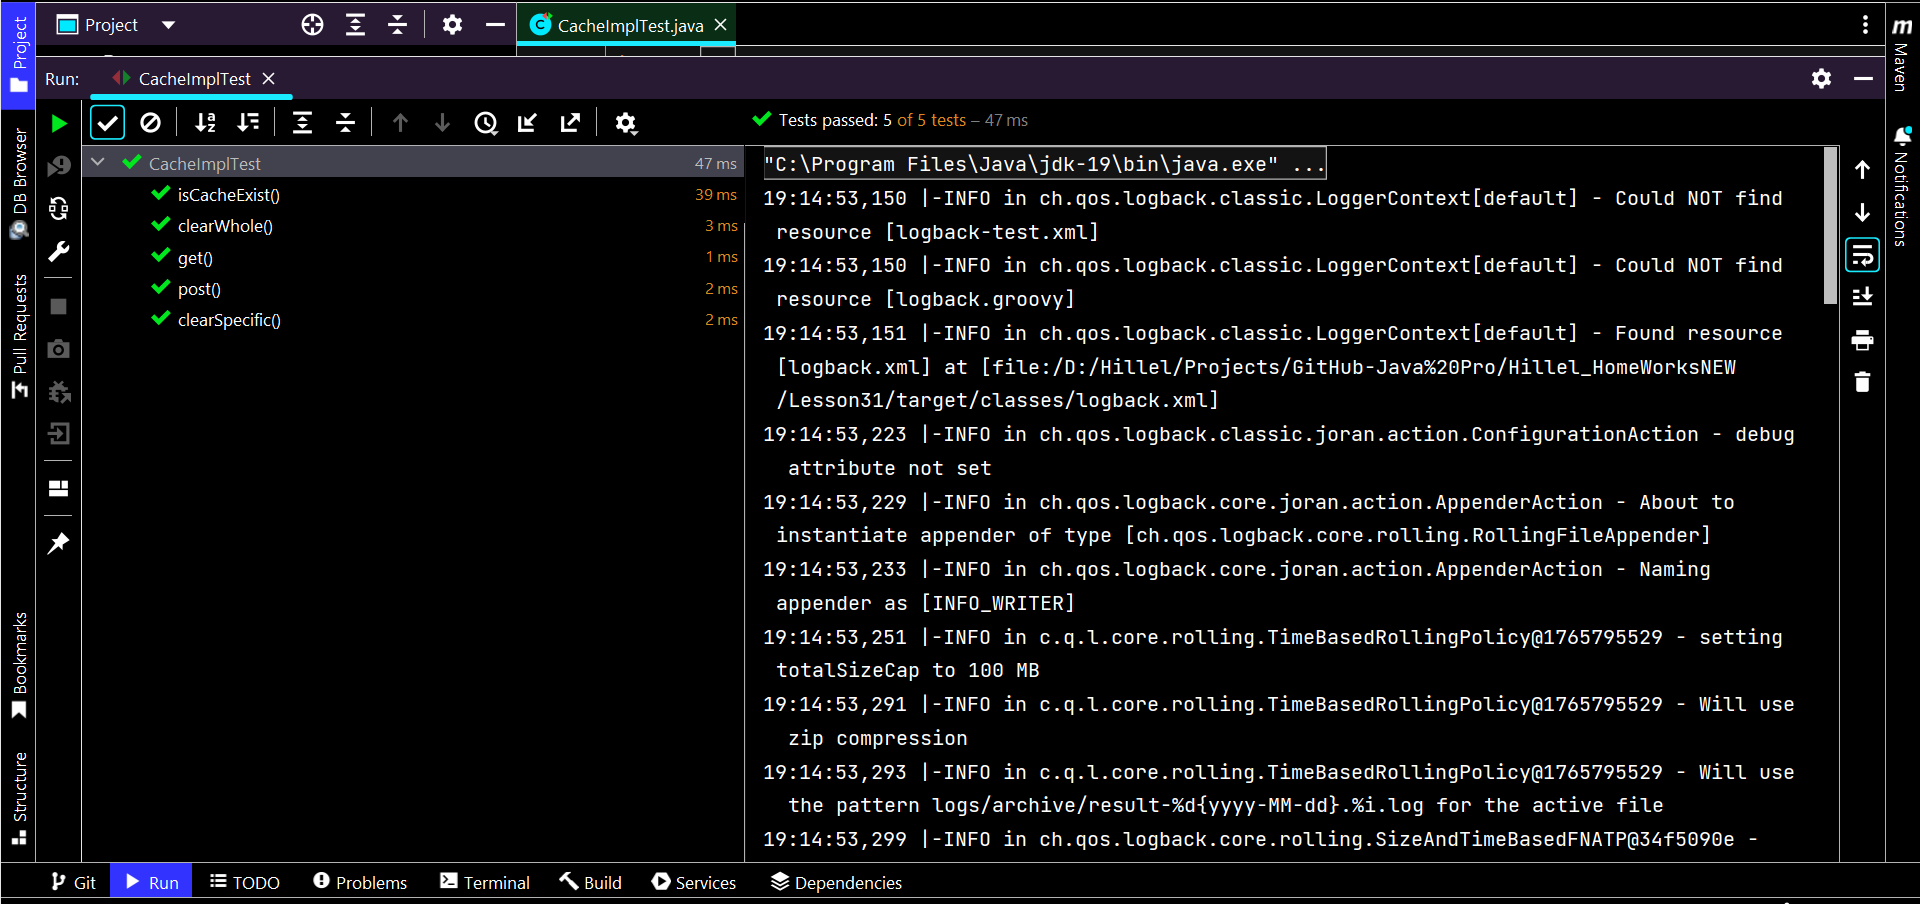 Project
CacheImplTest.java
Run:
CacheImplTest
Tests passed: 5 of 5 tests – 47 ms
CacheImplTest
47 ms
isCacheExist()
39 ms
clearWhole()
3 ms
get()
1 ms
post()
2 ms
clearSpecific()
2 ms
"C:\Program Files\Java\jdk-19\bin\java.exe" ...
19:14:53,150 |-INFO in ch.qos.logback.classic.LoggerContext[default] - Could NOT find
resource [logback-test.xml]
19:14:53,150 |-INFO in ch.qos.logback.classic.LoggerContext[default] - Could NOT find
resource [logback.groovy]
19:14:53,151 |-INFO in ch.qos.logback.classic.LoggerContext[default] - Found resource
[logback.xml] at [file:/D:/Hillel/Projects/GitHub-Java%20Pro/Hillel_HomeWorksNEW
/Lesson31/target/classes/logback.xml]
19:14:53,223 |-INFO in ch.qos.logback.classic.joran.action.ConfigurationAction - debug
attribute not set
19:14:53,229 |-INFO in ch.qos.logback.core.joran.action.AppenderAction - About to
instantiate appender of type [ch.qos.logback.core.rolling.RollingFileAppender]
19:14:53,233 |-INFO in ch.qos.logback.core.joran.action.AppenderAction - Naming
appender as [INFO_WRITER]
19:14:53,251 |-INFO in c.q.l.core.rolling.TimeBasedRollingPolicy@1765795529 - setting
totalSizeCap to 100 MB
19:14:53,291 |-INFO in c.q.l.core.rolling.TimeBasedRollingPolicy@1765795529 - Will use
zip compression
19:14:53,293 |-INFO in c.q.l.core.rolling.TimeBasedRollingPolicy@1765795529 - Will use
the pattern logs/archive/result-%d{yyyy-MM-dd}.%i.log for the active file
19:14:53,299 |-INFO in ch.qos.logback.core.rolling.SizeAndTimeBasedFNATP@34f5090e -
Project
DB Browser
Pull Requests
Bookmarks
Structure
m
Maven
Notifications
Git
Run
TODO
Problems
Terminal
Build
Services
Dependencies